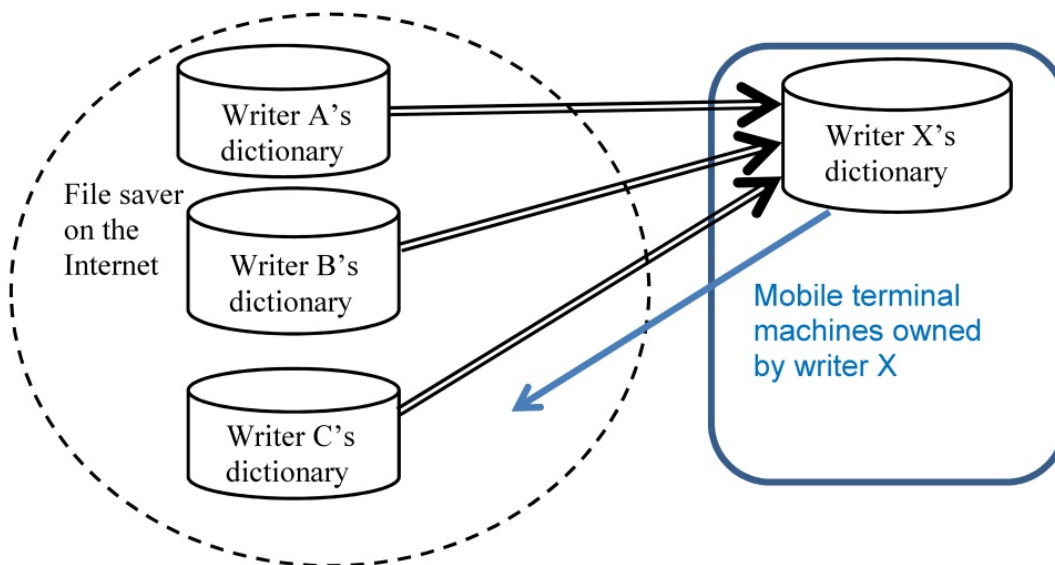 Writer A’s
dictionary
File saver
on the
Internet
Writer B’s
dictionary
Writer C’s
dictionary
Writer X’s
dictionary
Mobile terminal
machines owned
by writer X